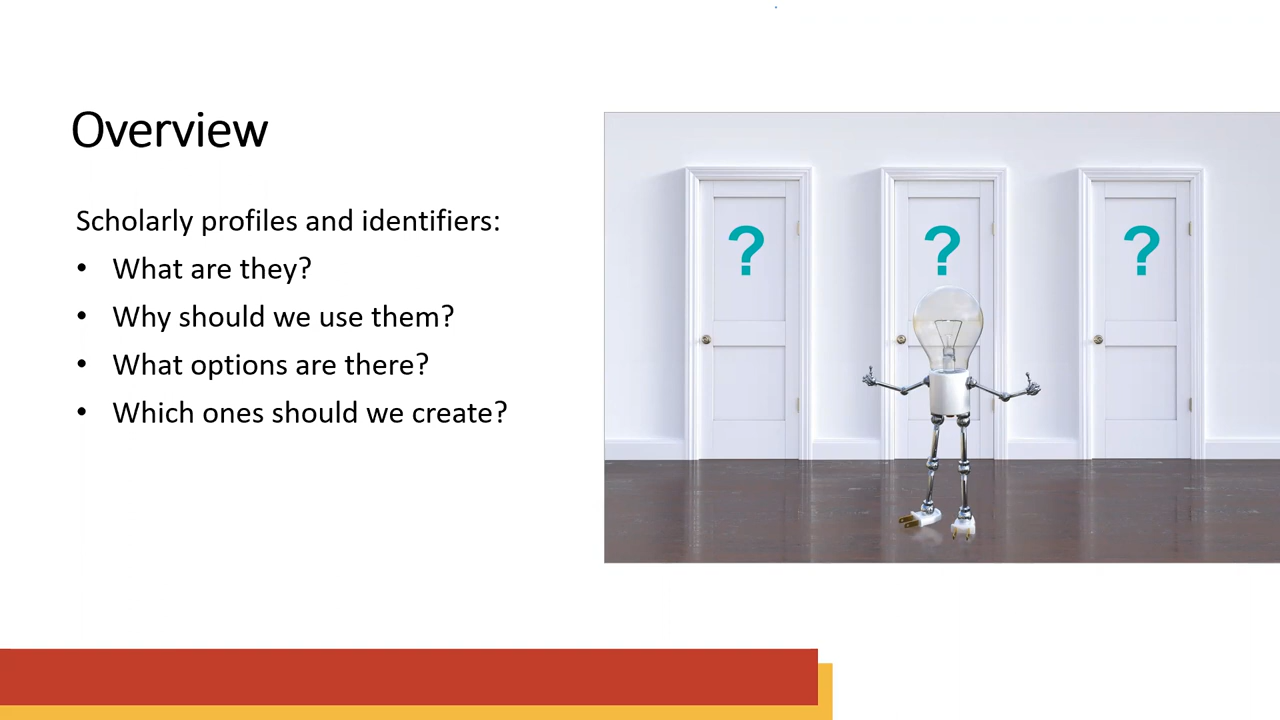 Overview
Scholarly profiles and identifiers:
• What are they?
• Why should we use them?
• What options are there?
• Which ones should we create?
? ? ?